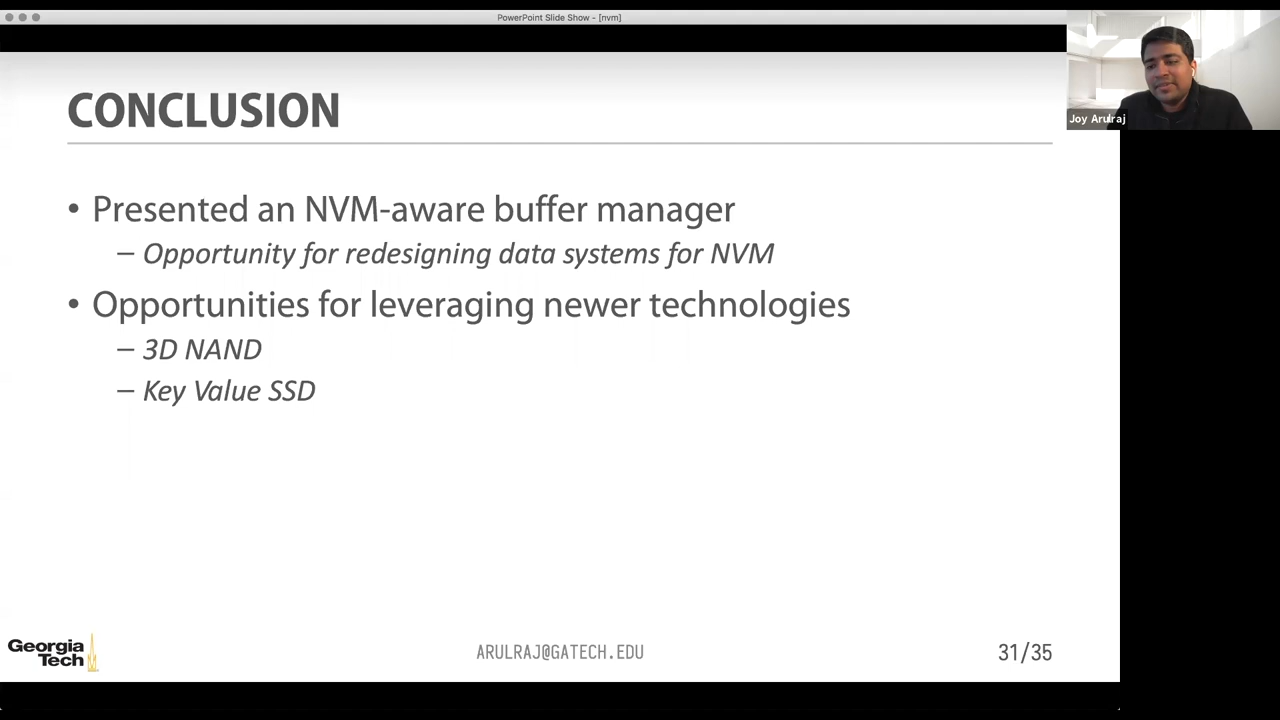 PowerPoint Slide Show - [nvm]
Joy Arulraj
CONCLUSION
• Presented an NVM-aware buffer manager
– Opportunity for redesigning data systems for NVM
• Opportunities for leveraging newer technologies
– 3D NAND
– Key Value SSD
Georgia
Tech
ARULRAJ@GATECH.EDU
31/35